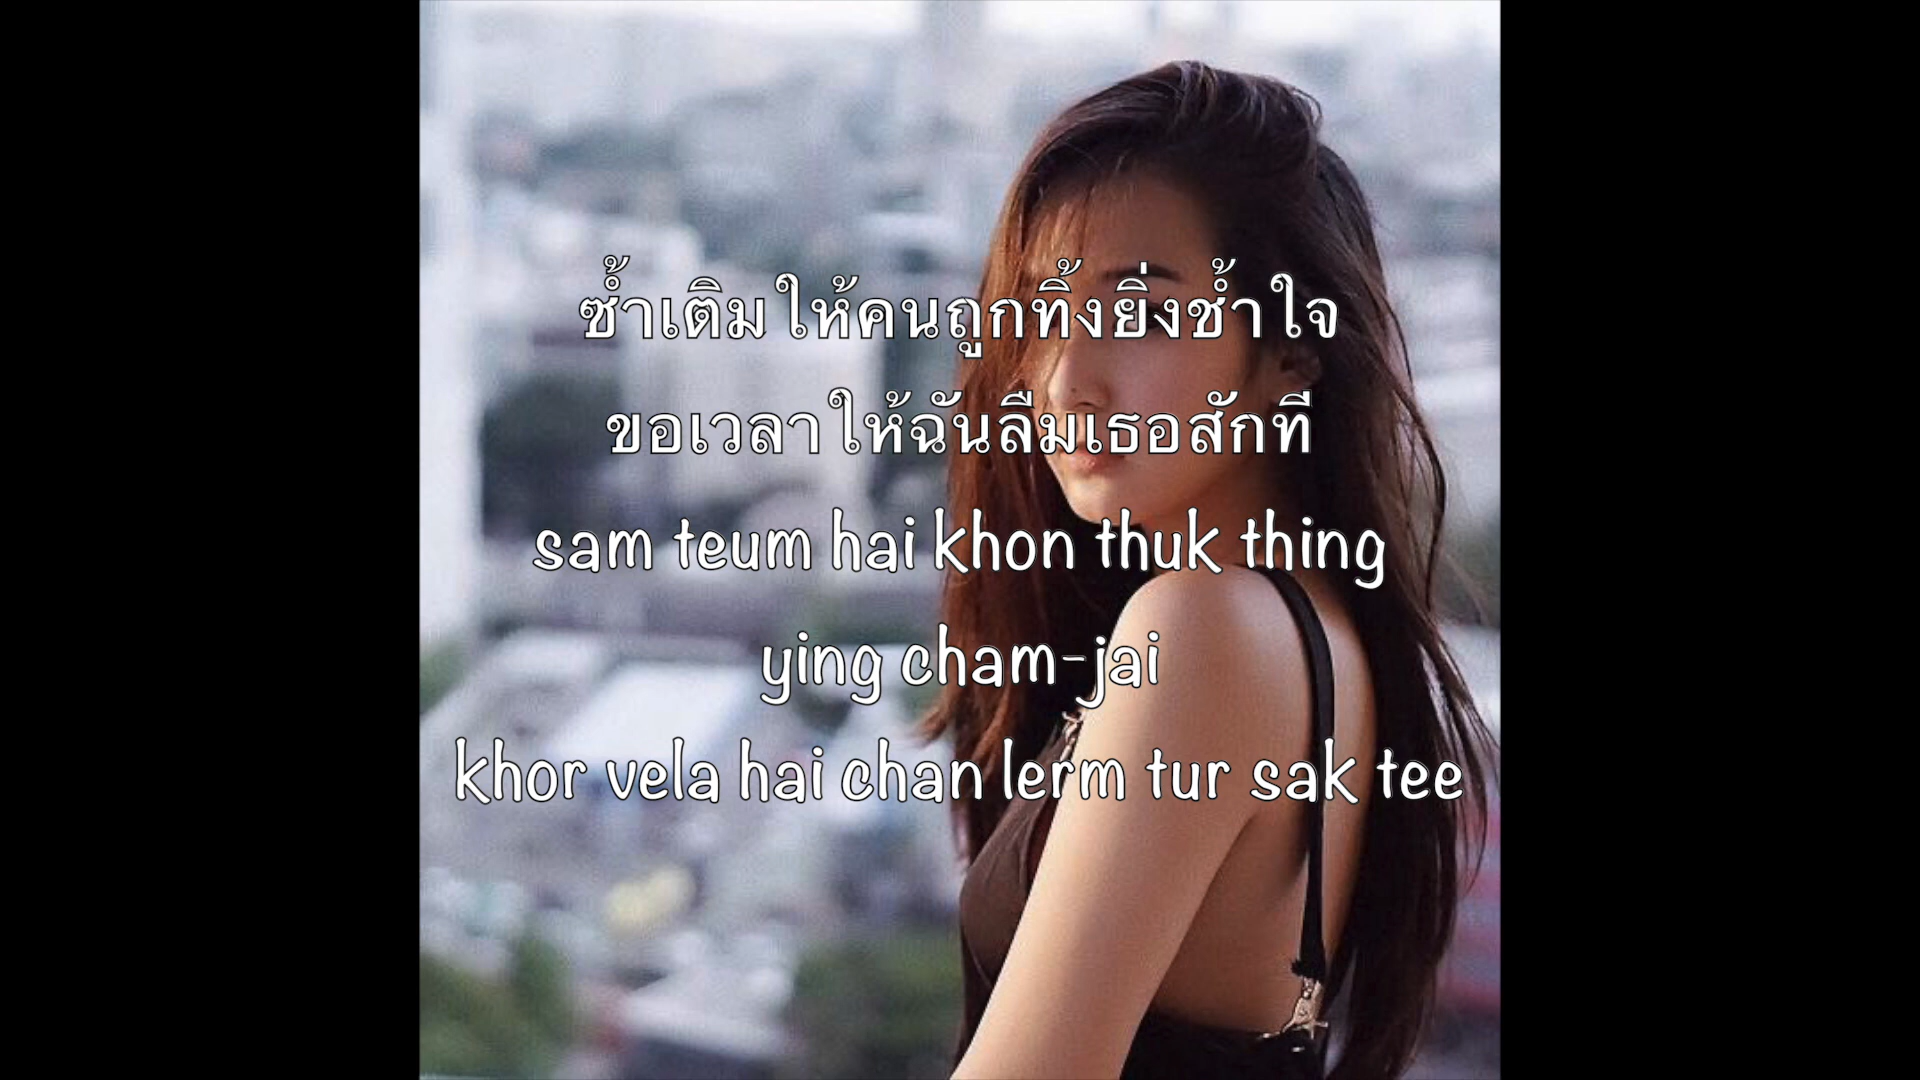 ซ้ำเติมให้คนถูกทิ้งยิ่งช้ำใจ
ขอเวลาให้ฉันลืมเธอสักที
sam teum hai khon thuk thing
ying cham-jai
khor vela hai chan lerm tur sak tee